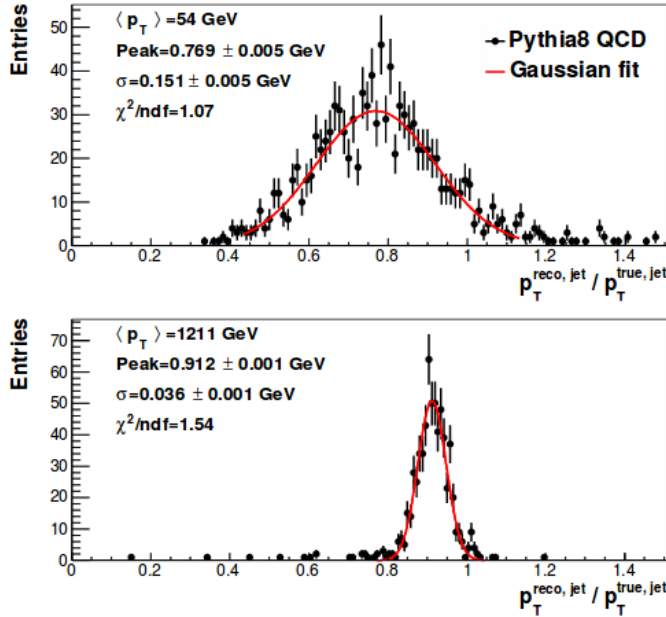 Entries
50
40
30
20
10
0
⟨ p_T ⟩ =54 GeV
Peak=0.769 ± 0.005 GeV
σ=0.151 ± 0.005 GeV
χ²/ndf=1.07
Pythia8 QCD
Gaussian fit
0 0.2 0.4 0.6 0.8 1 1.2 1.4
p_T^reco, jet / p_T^true, jet
Entries
70
60
50
40
30
20
10
0
⟨ p_T ⟩ =1211 GeV
Peak=0.912 ± 0.001 GeV
σ=0.036 ± 0.001 GeV
χ²/ndf=1.54
0 0.2 0.4 0.6 0.8 1 1.2 1.4
p_T^reco, jet / p_T^true, jet